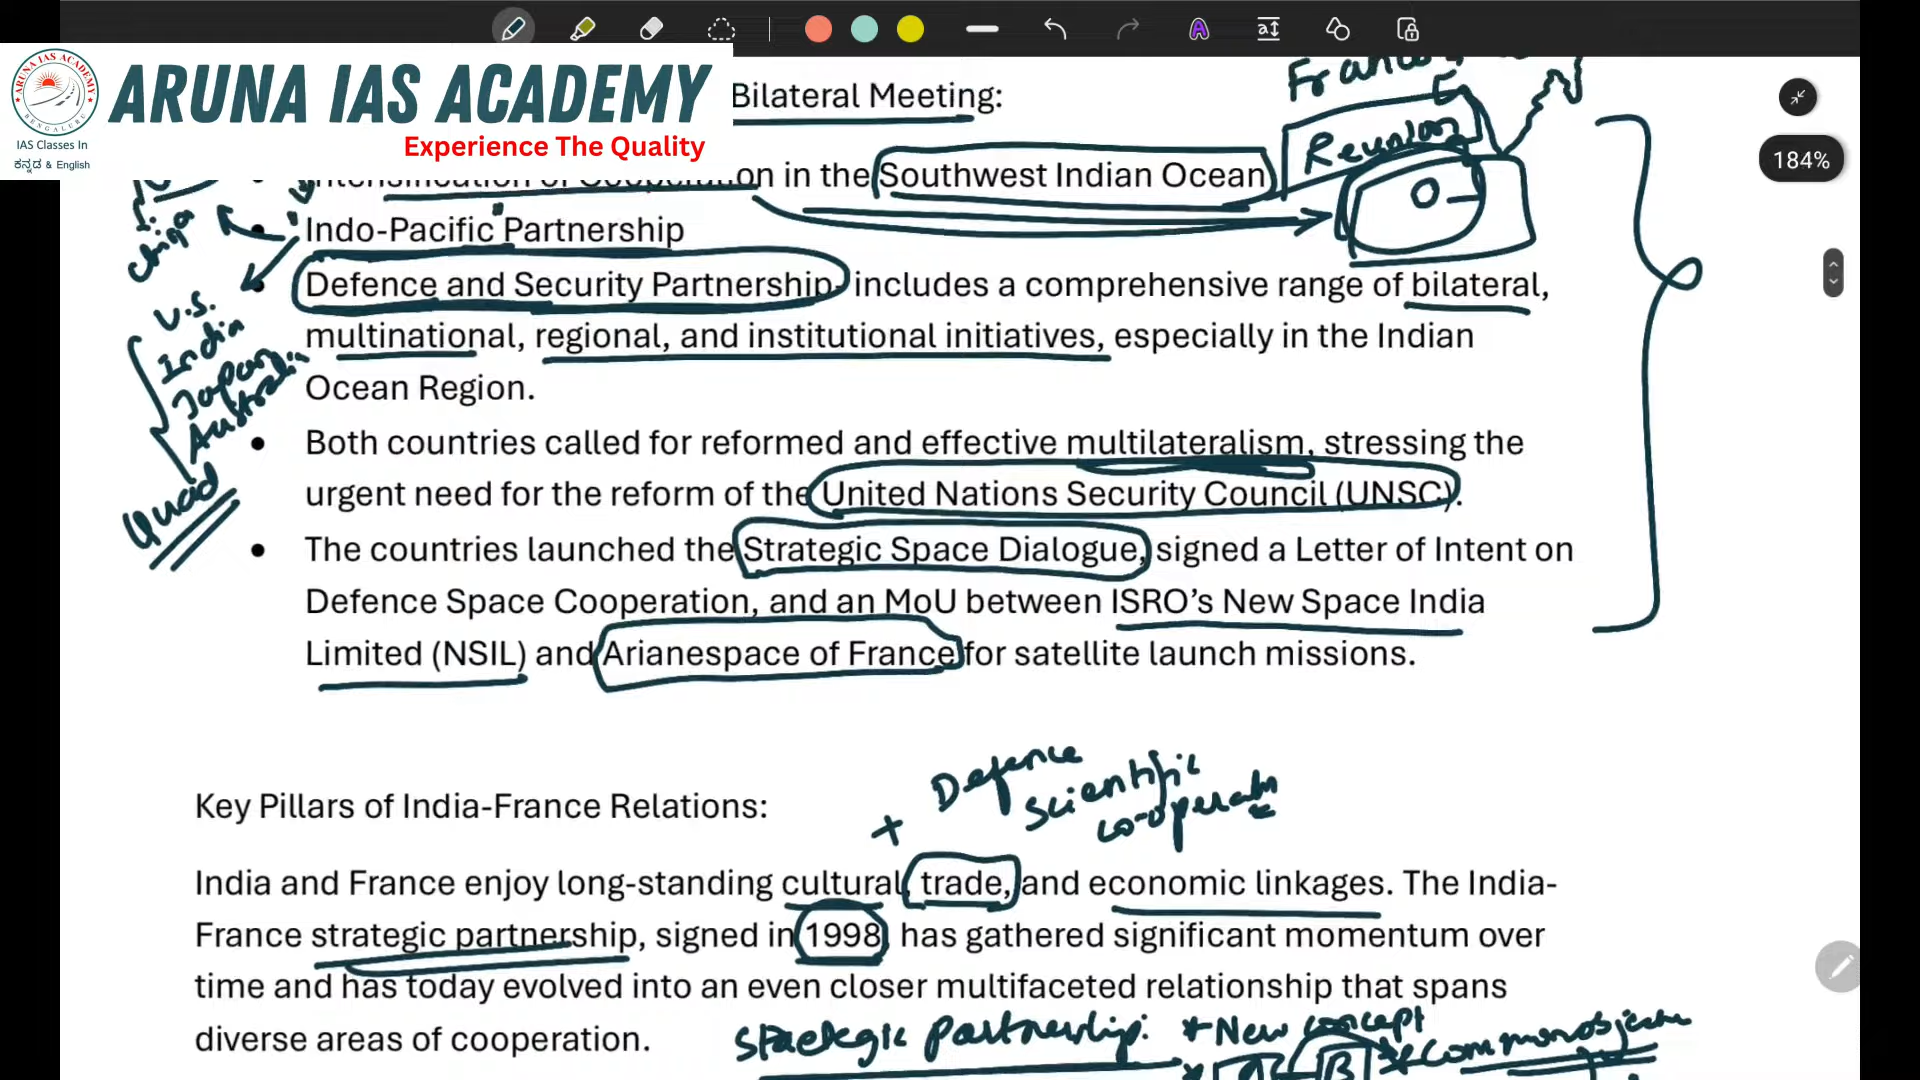 184%
ARUNA IAS ACADEMY
Experience The Quality
ARUNA IAS ACADEMY
BENGALURU
IAS Classes In
ಕನ್ನಡ & English
Bilateral Meeting:
Reunion
Intensification of Cooperation in the Southwest Indian Ocean
Indo-Pacific Partnership
China
Defence and Security Partnership includes a comprehensive range of bilateral,
multinational, regional, and institutional initiatives, especially in the Indian
Ocean Region.
U.S.
India
Japan
Australia
Quad
Both countries called for reformed and effective multilateralism, stressing the
urgent need for the reform of the United Nations Security Council (UNSC).
The countries launched the Strategic Space Dialogue, signed a Letter of Intent on
Defence Space Cooperation, and an MoU between ISRO’s New Space India
Limited (NSIL) and Arianespace of France for satellite launch missions.
+ Defence
Scientific
Key Pillars of India-France Relations:
India and France enjoy long-standing cultural, trade, and economic linkages. The India-
France strategic partnership, signed in 1998, has gathered significant momentum over
time and has today evolved into an even closer multifaceted relationship that spans
diverse areas of cooperation.
partnership: * New concept
B